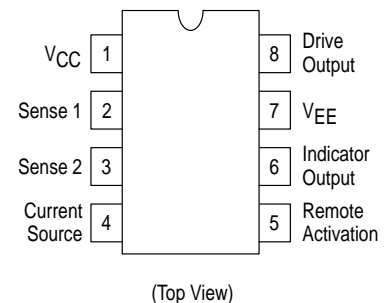 VCC 1
Sense 1 2
Sense 2 3
Current
Source 4
8 Drive
Output
7 VEE
6 Indicator
Output
5 Remote
Activation
(Top View)